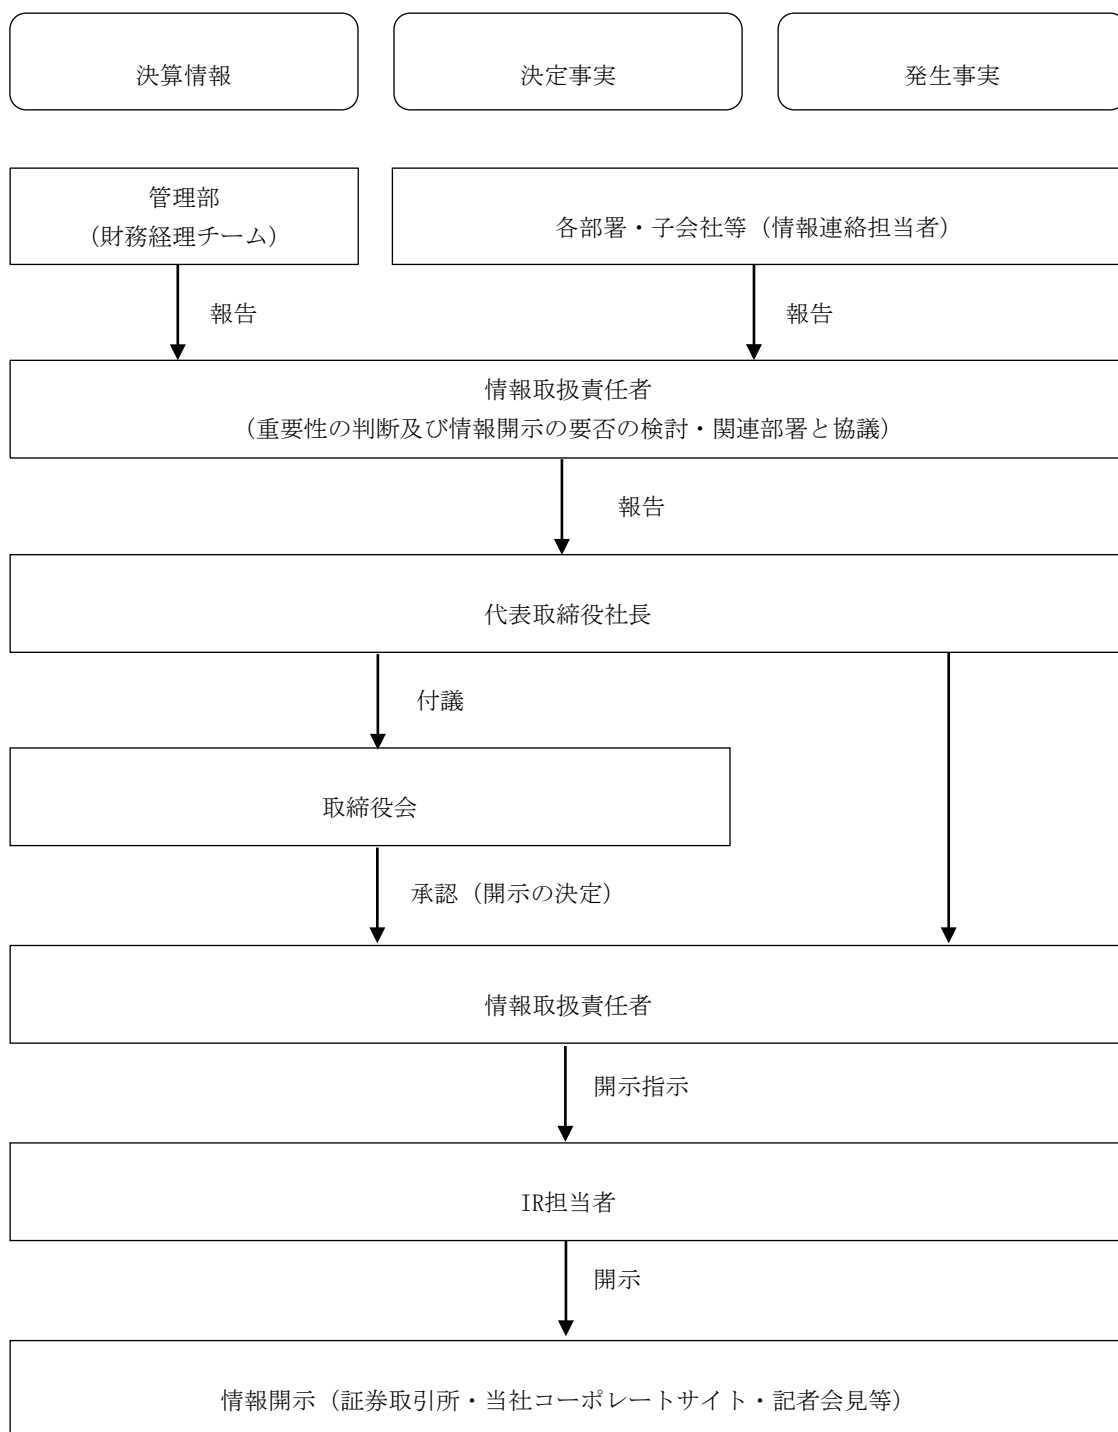 決算情報
決定事実
発生事実
管理部
（財務経理チーム）
各部署・子会社等（情報連絡担当者）
報告
報告
情報取扱責任者
（重要性の判断及び情報開示の要否の検討・関連部署と協議）
報告
代表取締役社長
付議
取締役会
承認（開示の決定）
情報取扱責任者
開示指示
IR担当者
開示
情報開示（証券取引所・当社コーポレートサイト・記者会見等）